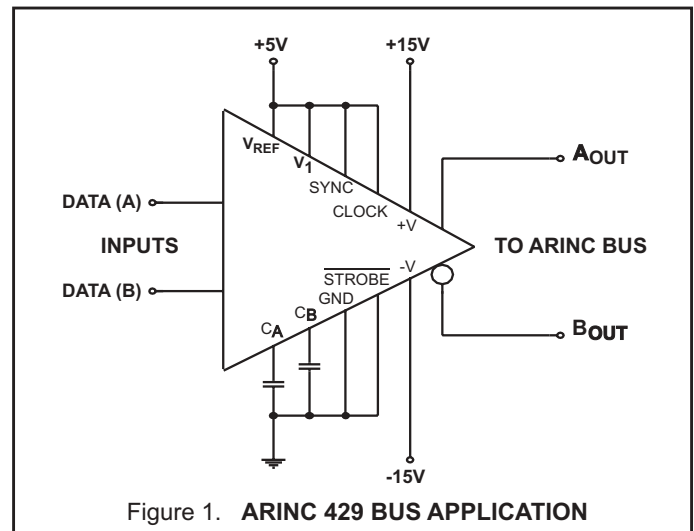 +5V
+15V
VREF
V1
SYNC
CLOCK
+V
AOUT
DATA (A)
INPUTS
TO ARINC BUS
DATA (B)
STROBE
-V
GND
CB
CA
BOUT
-15V
Figure 1. ARINC 429 BUS APPLICATION